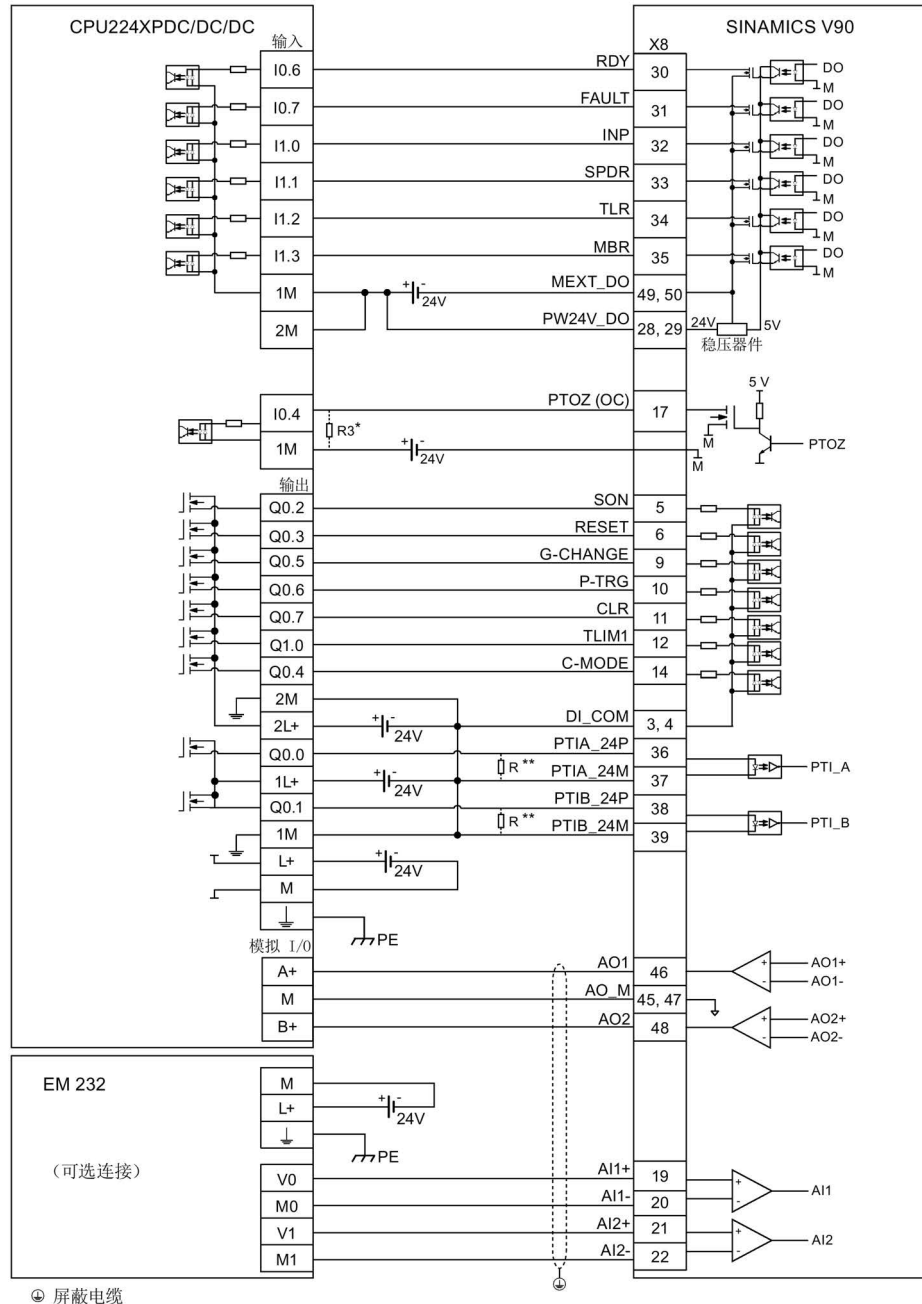 CPU224XPDC/DC/DC SINAMICS V90
输入 X8
I0.6 RDY 30 DO
M
I0.7 FAULT 31 DO
M
I1.0 INP 32 DO
M
I1.1 SPDR 33 DO
M
I1.2 TLR 34 DO
M
I1.3 MBR 35 DO
M
1M + - 24V MEXT_DO 49, 50
2M PW24V_DO 28, 29 24V 5V
稳压器件
5 V
I0.4 R3* PTOZ (OC) 17 M PTOZ
1M + - 24V M
输出
Q0.2 SON 5
Q0.3 RESET 6
Q0.5 G-CHANGE 9
Q0.6 P-TRG 10
Q0.7 CLR 11
Q1.0 TLIM1 12
Q0.4 C-MODE 14
2M
2L+ + - 24V DI_COM 3, 4
Q0.0 PTIA_24P 36
R ** PTI_A
1L+ + - 24V PTIA_24M 37
Q0.1 PTIB_24P 38
R ** PTI_B
1M PTIB_24M 39
L+ + - 24V
M
PE
模拟 I/0
A+ AO1 46 + AO1+
- AO1-
M AO_M 45, 47
B+ AO2 48 + AO2+
- AO2-
EM 232
M
L+ + - 24V
PE
（可选连接）
V0 AI1+ 19 +
AI1
M0 AI1- 20 -
V1 AI2+ 21 +
AI2
M1 AI2- 22 -
屏蔽电缆